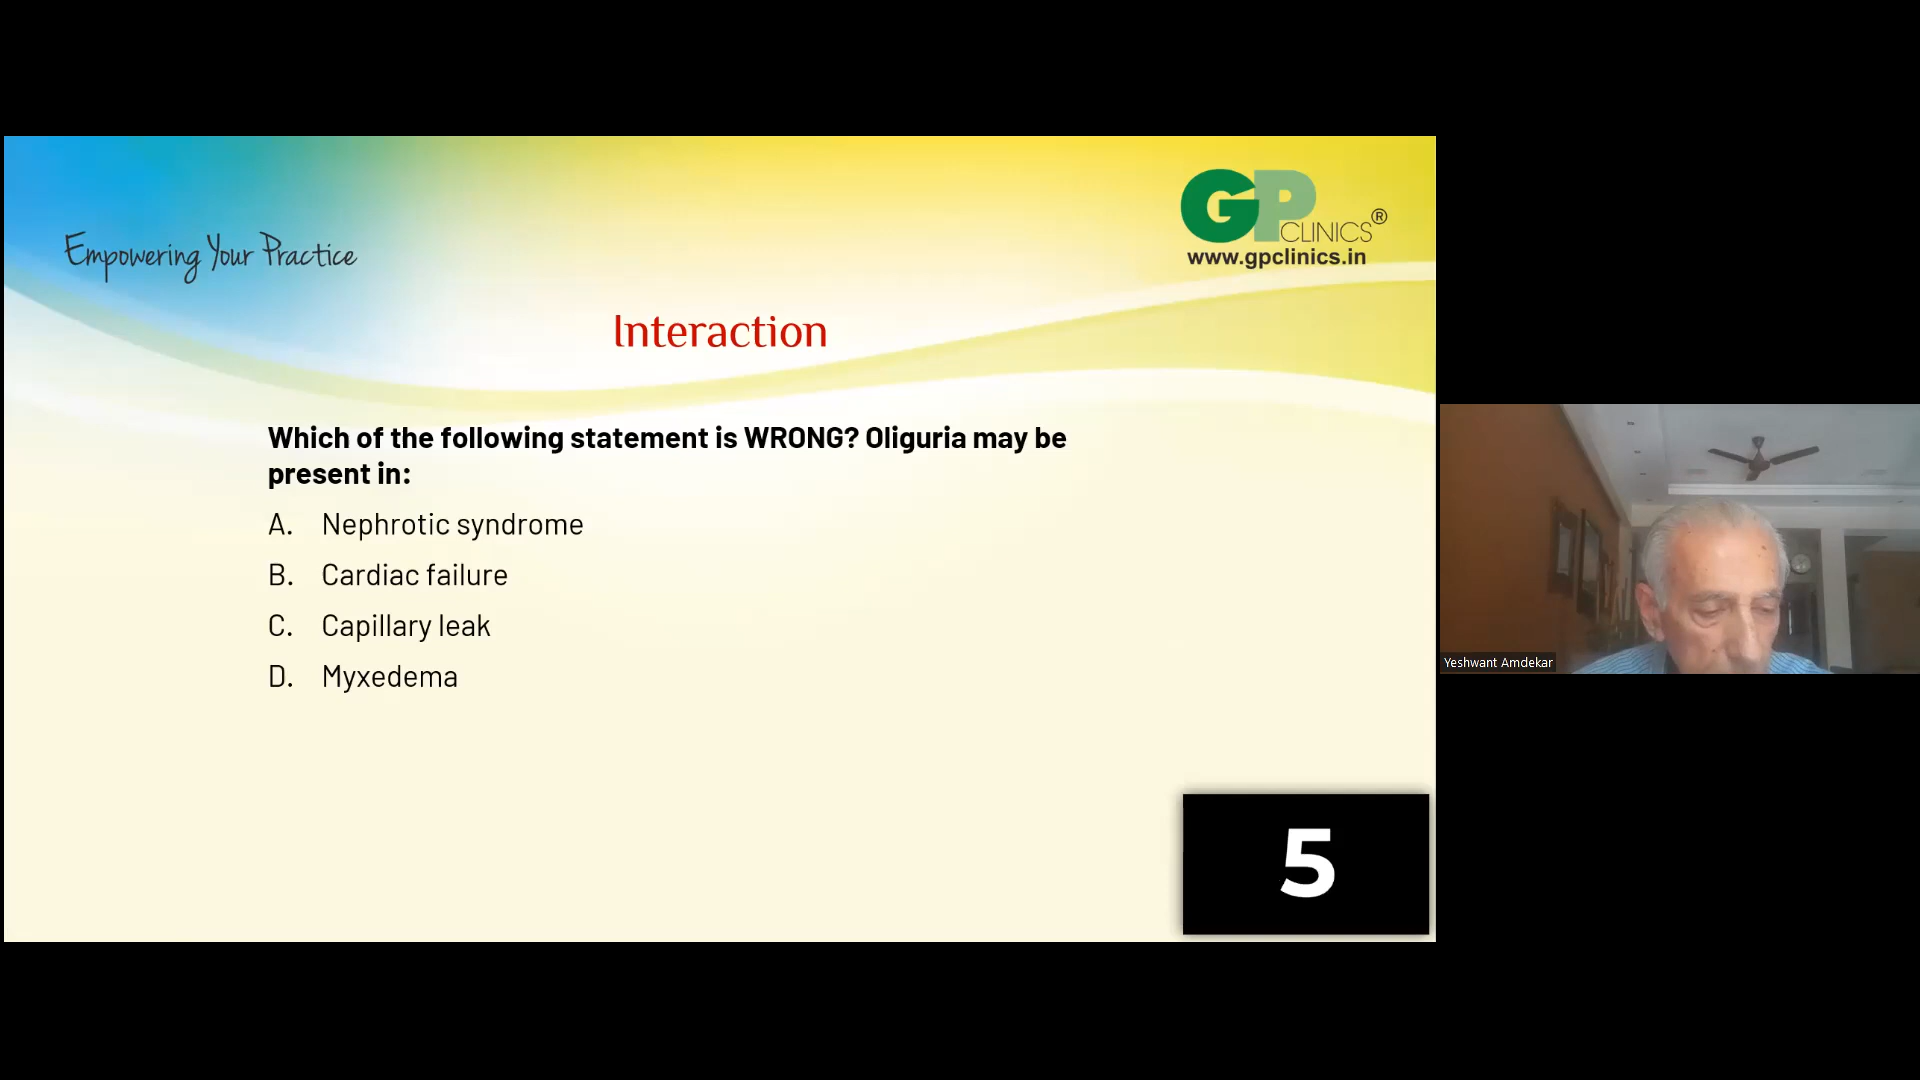 Empowering Your Practice
GP CLINICS®
www.gpclinics.in
Interaction
Which of the following statement is WRONG? Oliguria may be
present in:
A. Nephrotic syndrome
B. Cardiac failure
C. Capillary leak
D. Myxedema
5
Yeshwant Amdekar